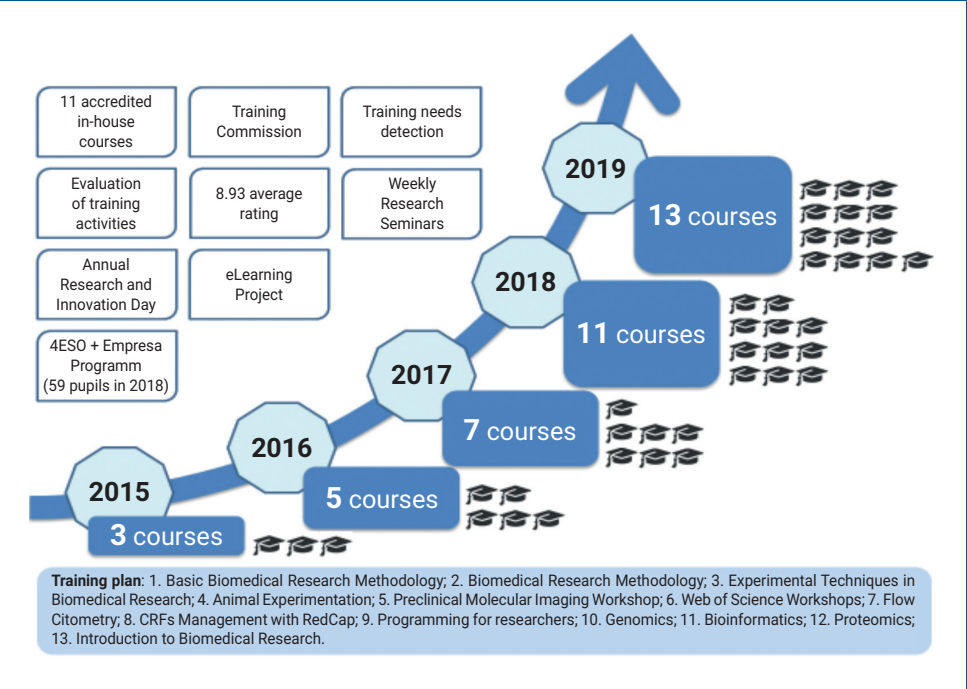 11 accredited
in-house
courses
Training
Commission
Training needs
detection
Evaluation
of training
activities
8.93 average
rating
Weekly
Research
Seminars
Annual
Research and
Innovation Day
eLearning
Project
4ESO + Empresa
Programm
(59 pupils in 2018)
2019
13 courses
2018
11 courses
2017
7 courses
2016
5 courses
2015
3 courses
Training plan: 1. Basic Biomedical Research Methodology; 2. Biomedical Research Methodology; 3. Experimental Techniques in
Biomedical Research; 4. Animal Experimentation; 5. Preclinical Molecular Imaging Workshop; 6. Web of Science Workshops; 7. Flow
Citometry; 8. CRFs Management with RedCap; 9. Programming for researchers; 10. Genomics; 11. Bioinformatics; 12. Proteomics;
13. Introduction to Biomedical Research.